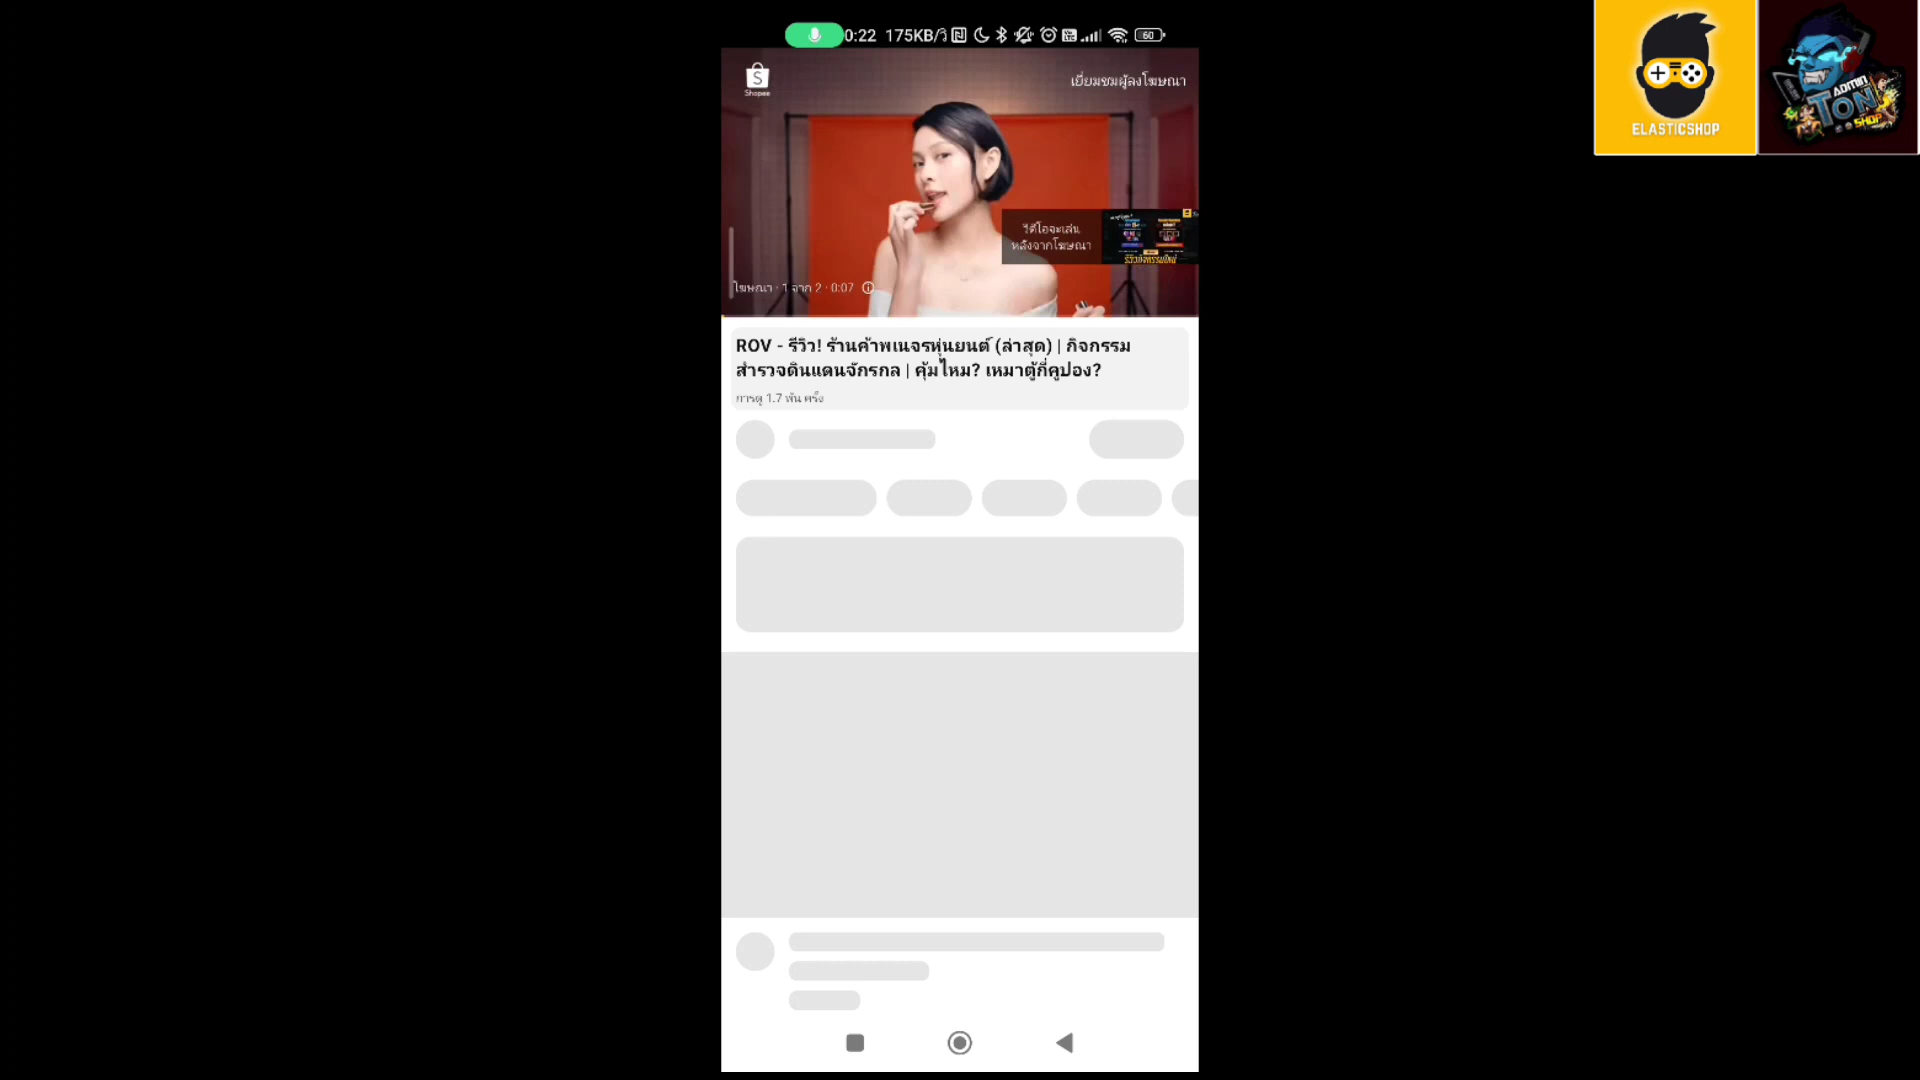 0:22 175KB/ว 60
S
Shopee
เยี่ยมชมผู้ลงโฆษณา
วิดีโอจะเล่น
หลังจากโฆษณา
โฆษณา · 1 จาก 2 · 0:07
ROV - รีวิว! ร้านค้าพเนจรหุ่นยนต์ (ล่าสุด) | กิจกรรม
สำรวจดินแดนจักรกล | คุ้มไหม? เหมาตู้กี่คูปอง?
การดู 1.7 พัน ครั้ง
ELASTICSHOP
ADMIN
TON
SHOP